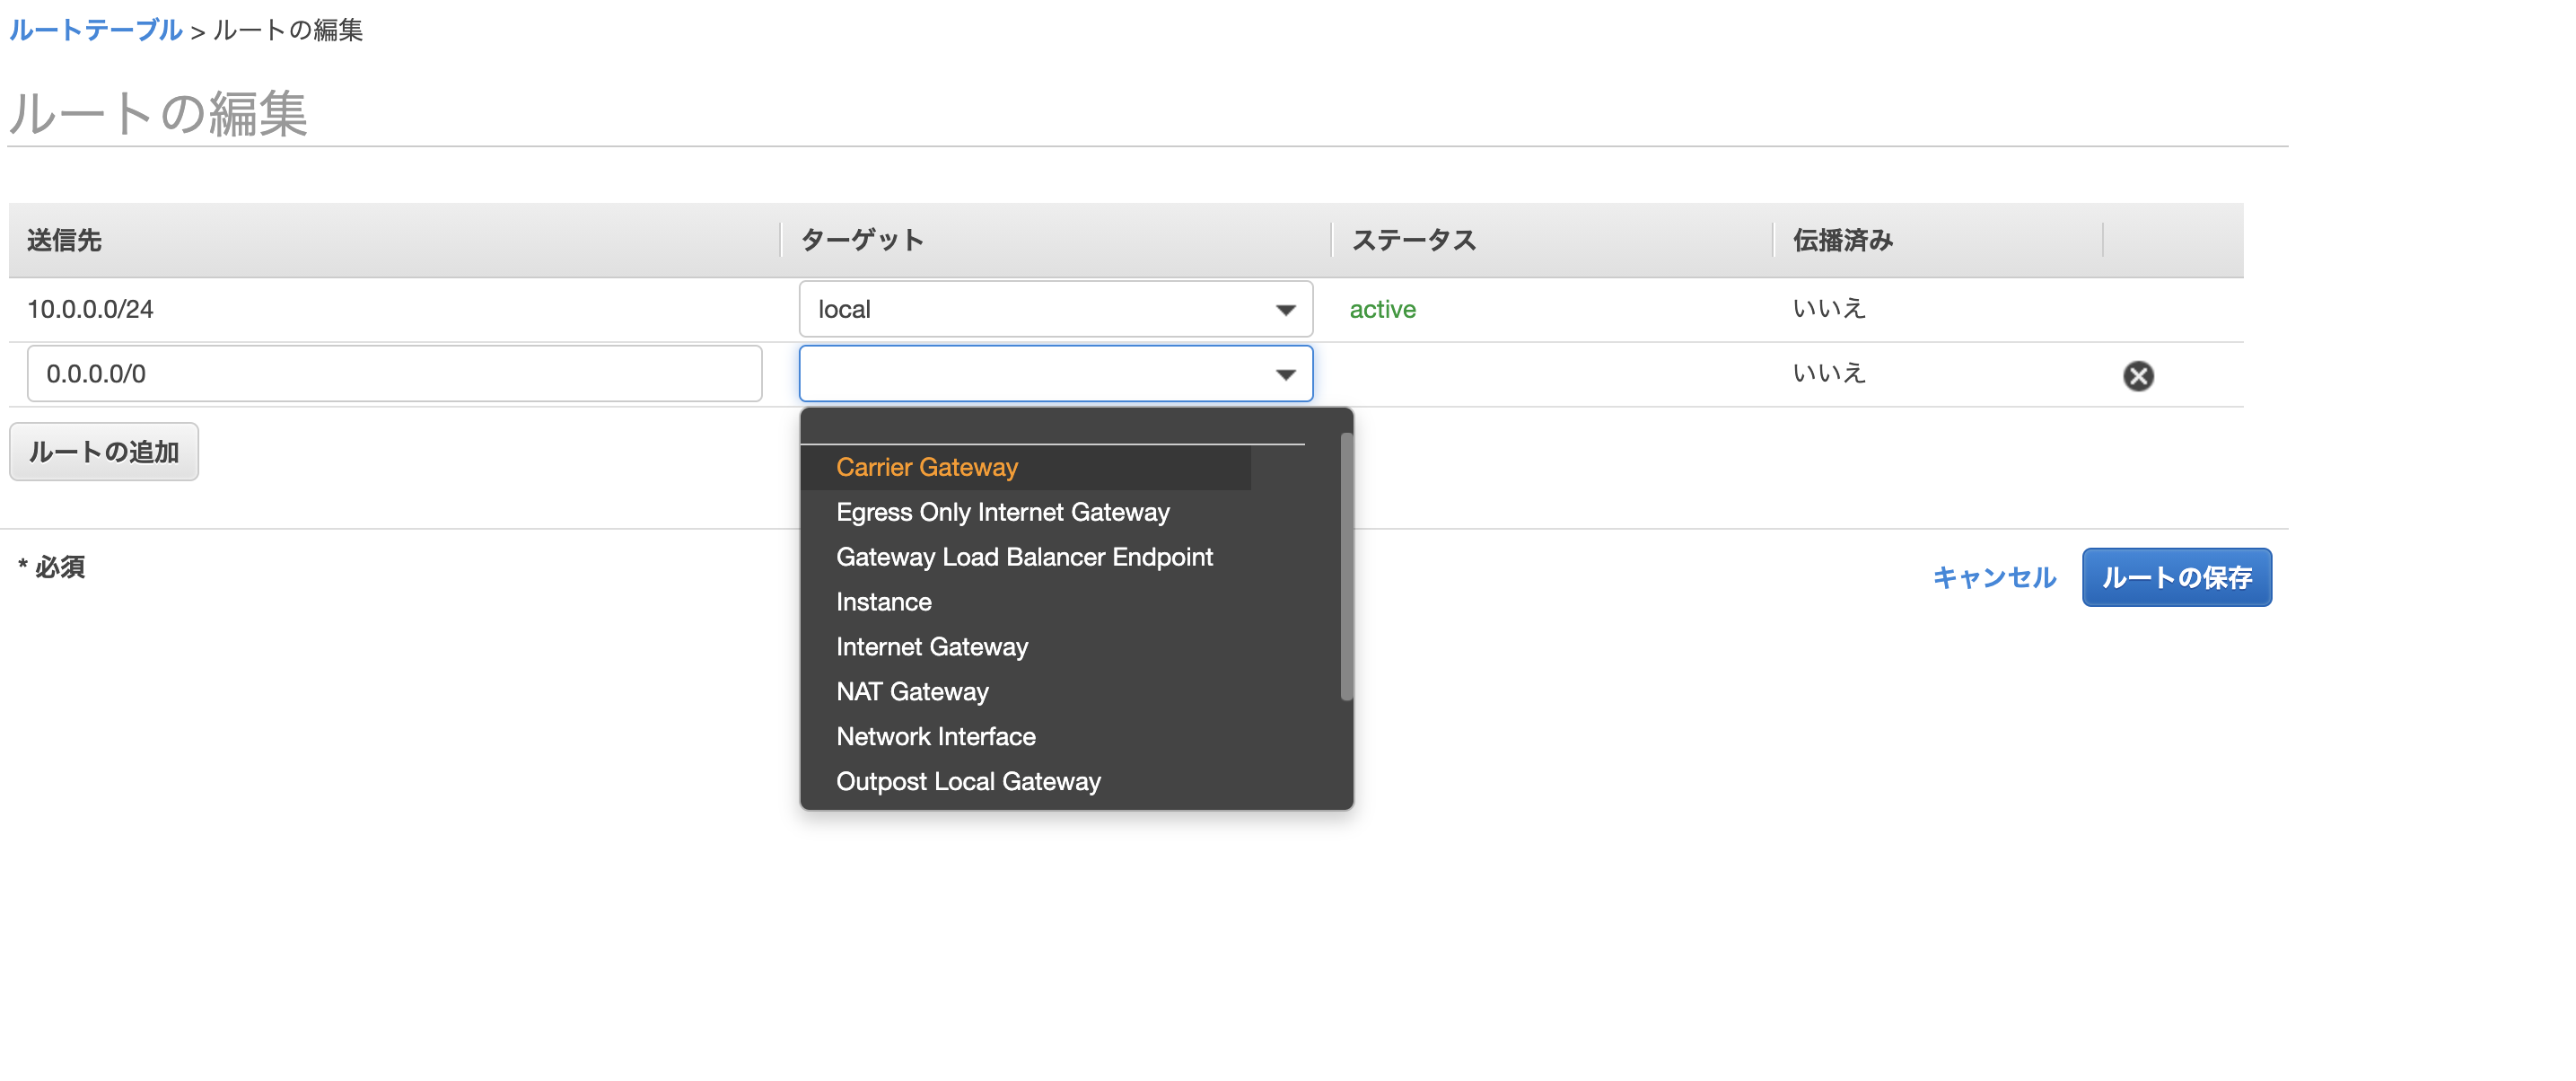 ルートテーブル > ルートの編集
ルートの編集
送信先 ターゲット ステータス 伝播済み
10.0.0.0/24 local active いいえ
0.0.0.0/0 いいえ
ルートの追加
Carrier Gateway
Egress Only Internet Gateway
Gateway Load Balancer Endpoint
Instance
Internet Gateway
NAT Gateway
Network Interface
Outpost Local Gateway
* 必須
キャンセル ルートの保存